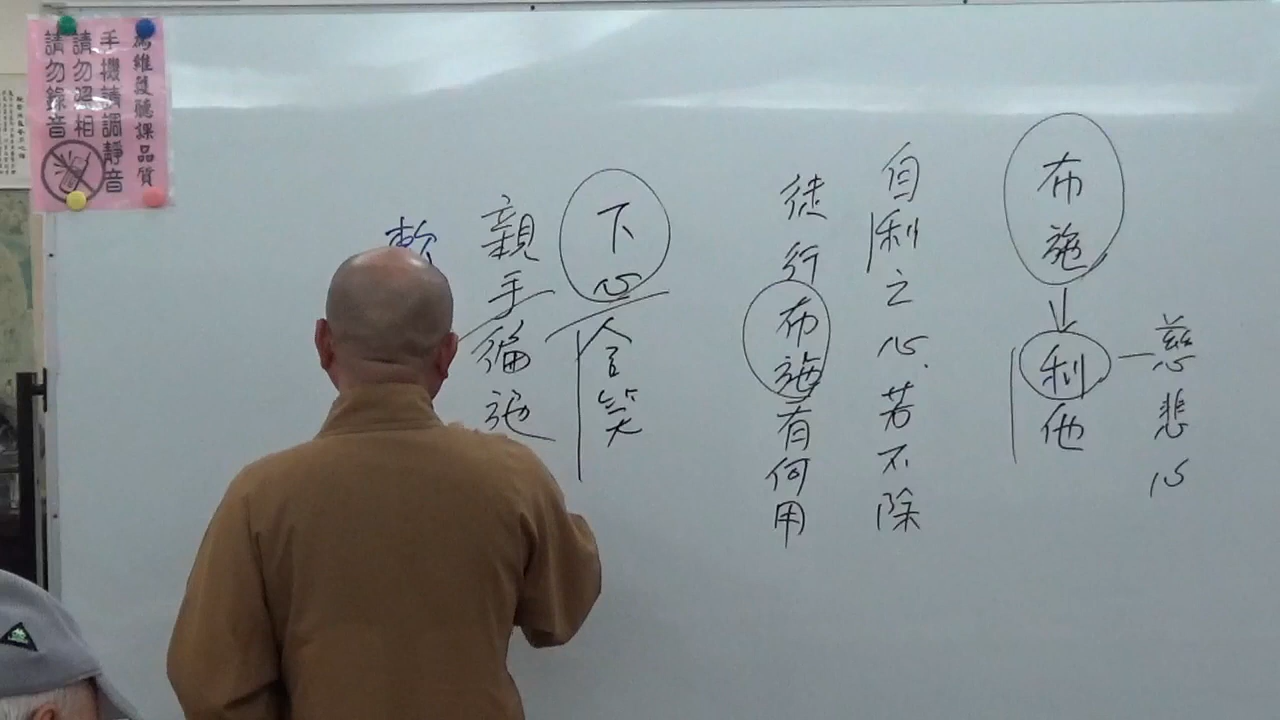 慈悲心
布施
利他
自利之心若不除
徒行布施有何用
下心含笑
親手徧施
軟
為維護聽課品質
手機請調靜音
請勿照相
請勿錄音